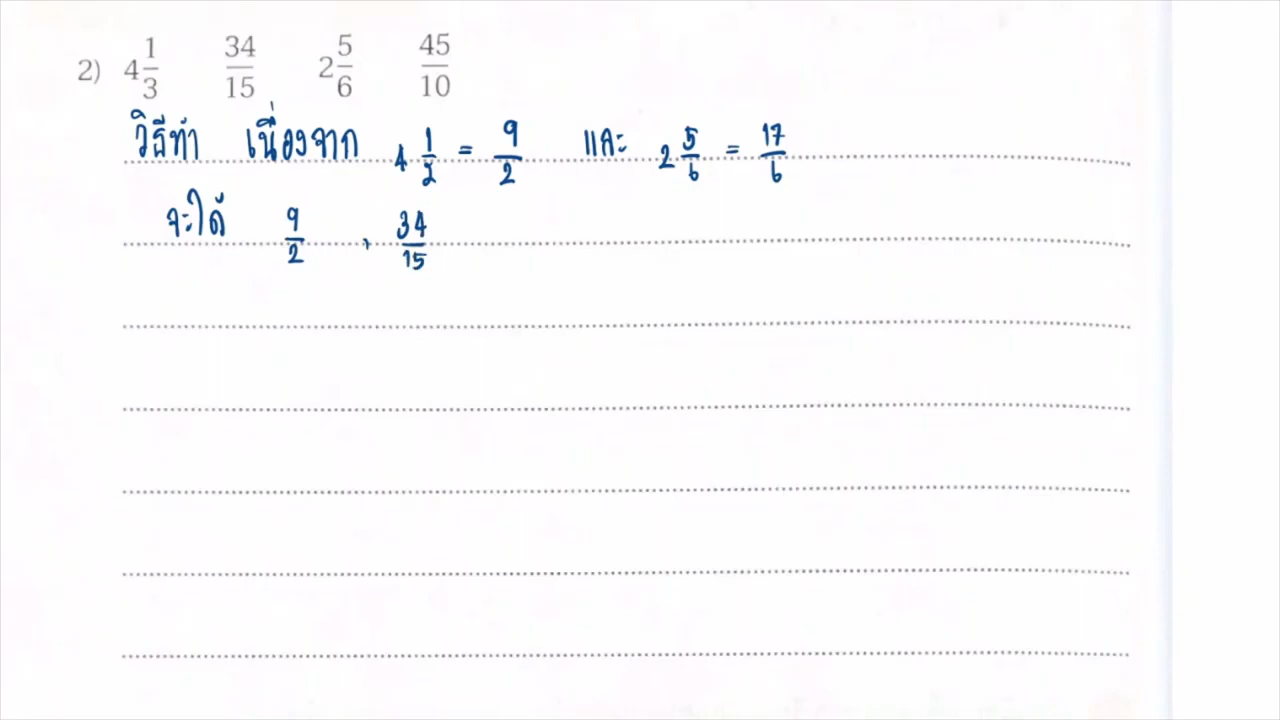 2) 4 1/3 34/15 2 5/6 45/10
วิธีทำ เนื่องจาก 4 1/2 = 9/2 และ 2 5/6 = 17/6
จะได้ 9/2 , 34/15